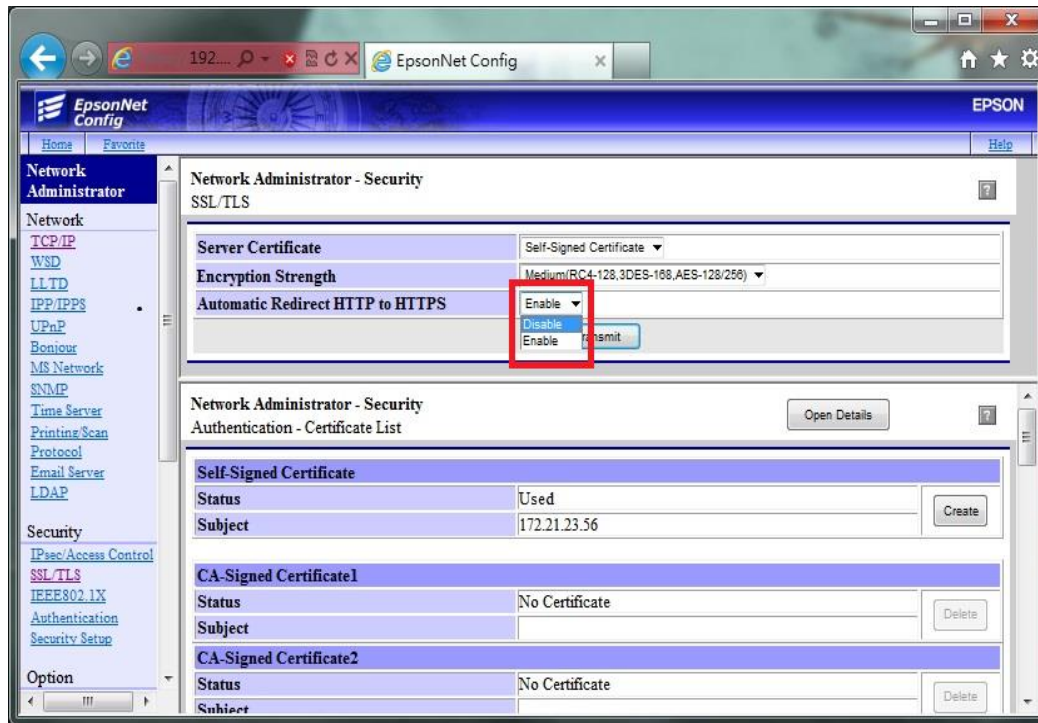 192....
EpsonNet Config
EpsonNet
Config
EPSON
Home
Favorite
Help
Network
Administrator
Network
TCP/IP
WSD
LLTD
IPP/IPPS
UPnP
Bonjour
MS Network
SNMP
Time Server
Printing/Scan
Protocol
Email Server
LDAP
Security
IPsec/Access Control
SSL/TLS
IEEE802.1X
Authentication
Security Setup
Option
Network Administrator - Security
SSL/TLS
?
Server Certificate Self-Signed Certificate
Encryption Strength Medium(RC4-128,3DES-168,AES-128/256)
Automatic Redirect HTTP to HTTPS Enable
Disable
Enable
ransmit
Network Administrator - Security
Authentication - Certificate List
Open Details
?
Self-Signed Certificate
Status Used
Subject 172.21.23.56
Create
CA-Signed Certificate1
Status No Certificate
Subject
Delete
CA-Signed Certificate2
Status No Certificate
Subject
Delete